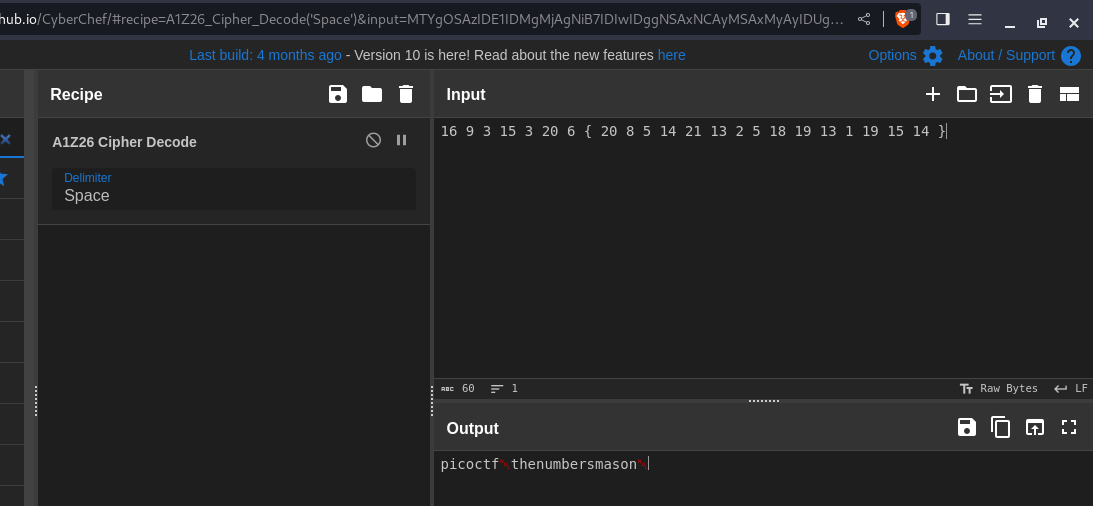 hub.io/CyberChef/#recipe=A1Z26_Cipher_Decode('Space')&input=MTYgOSAzIDE1IDMgMjAgNiB7IDIwIDggNSAxNCAyMSAxMyAyIDUg...
1
Last build: 4 months ago - Version 10 is here! Read about the new features here
Options
About / Support ?
Recipe
Input
A1Z26 Cipher Decode
Delimiter
Space
16 9 3 15 3 20 6 { 20 8 5 14 21 13 2 5 18 19 13 1 19 15 14 }
ABC 60 1
Raw Bytes LF
Output
picoctf␀thenumbersmason␀